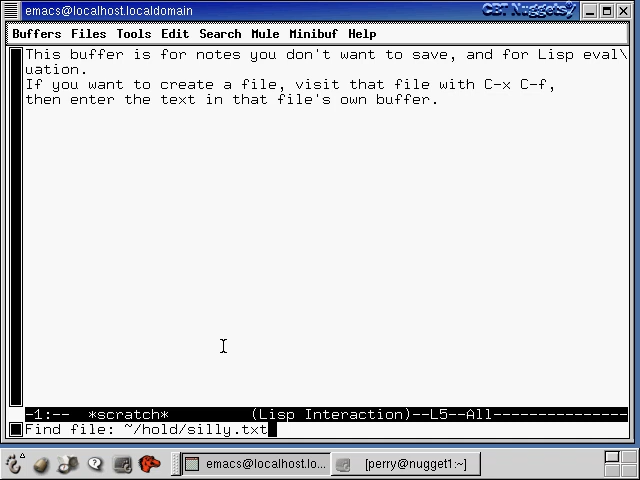 emacs@localhost.localdomain
CBT Nuggets
Buffers Files Tools Edit Search Mule Minibuf Help
This buffer is for notes you don't want to save, and for Lisp eval\
uation.
If you want to create a file, visit that file with C-x C-f,
then enter the text in that file's own buffer.
-1:-- *scratch* (Lisp Interaction)--L5--All---------------
Find file: ~/hold/silly.txt
emacs@localhost.lo... [perry@nugget1:~]